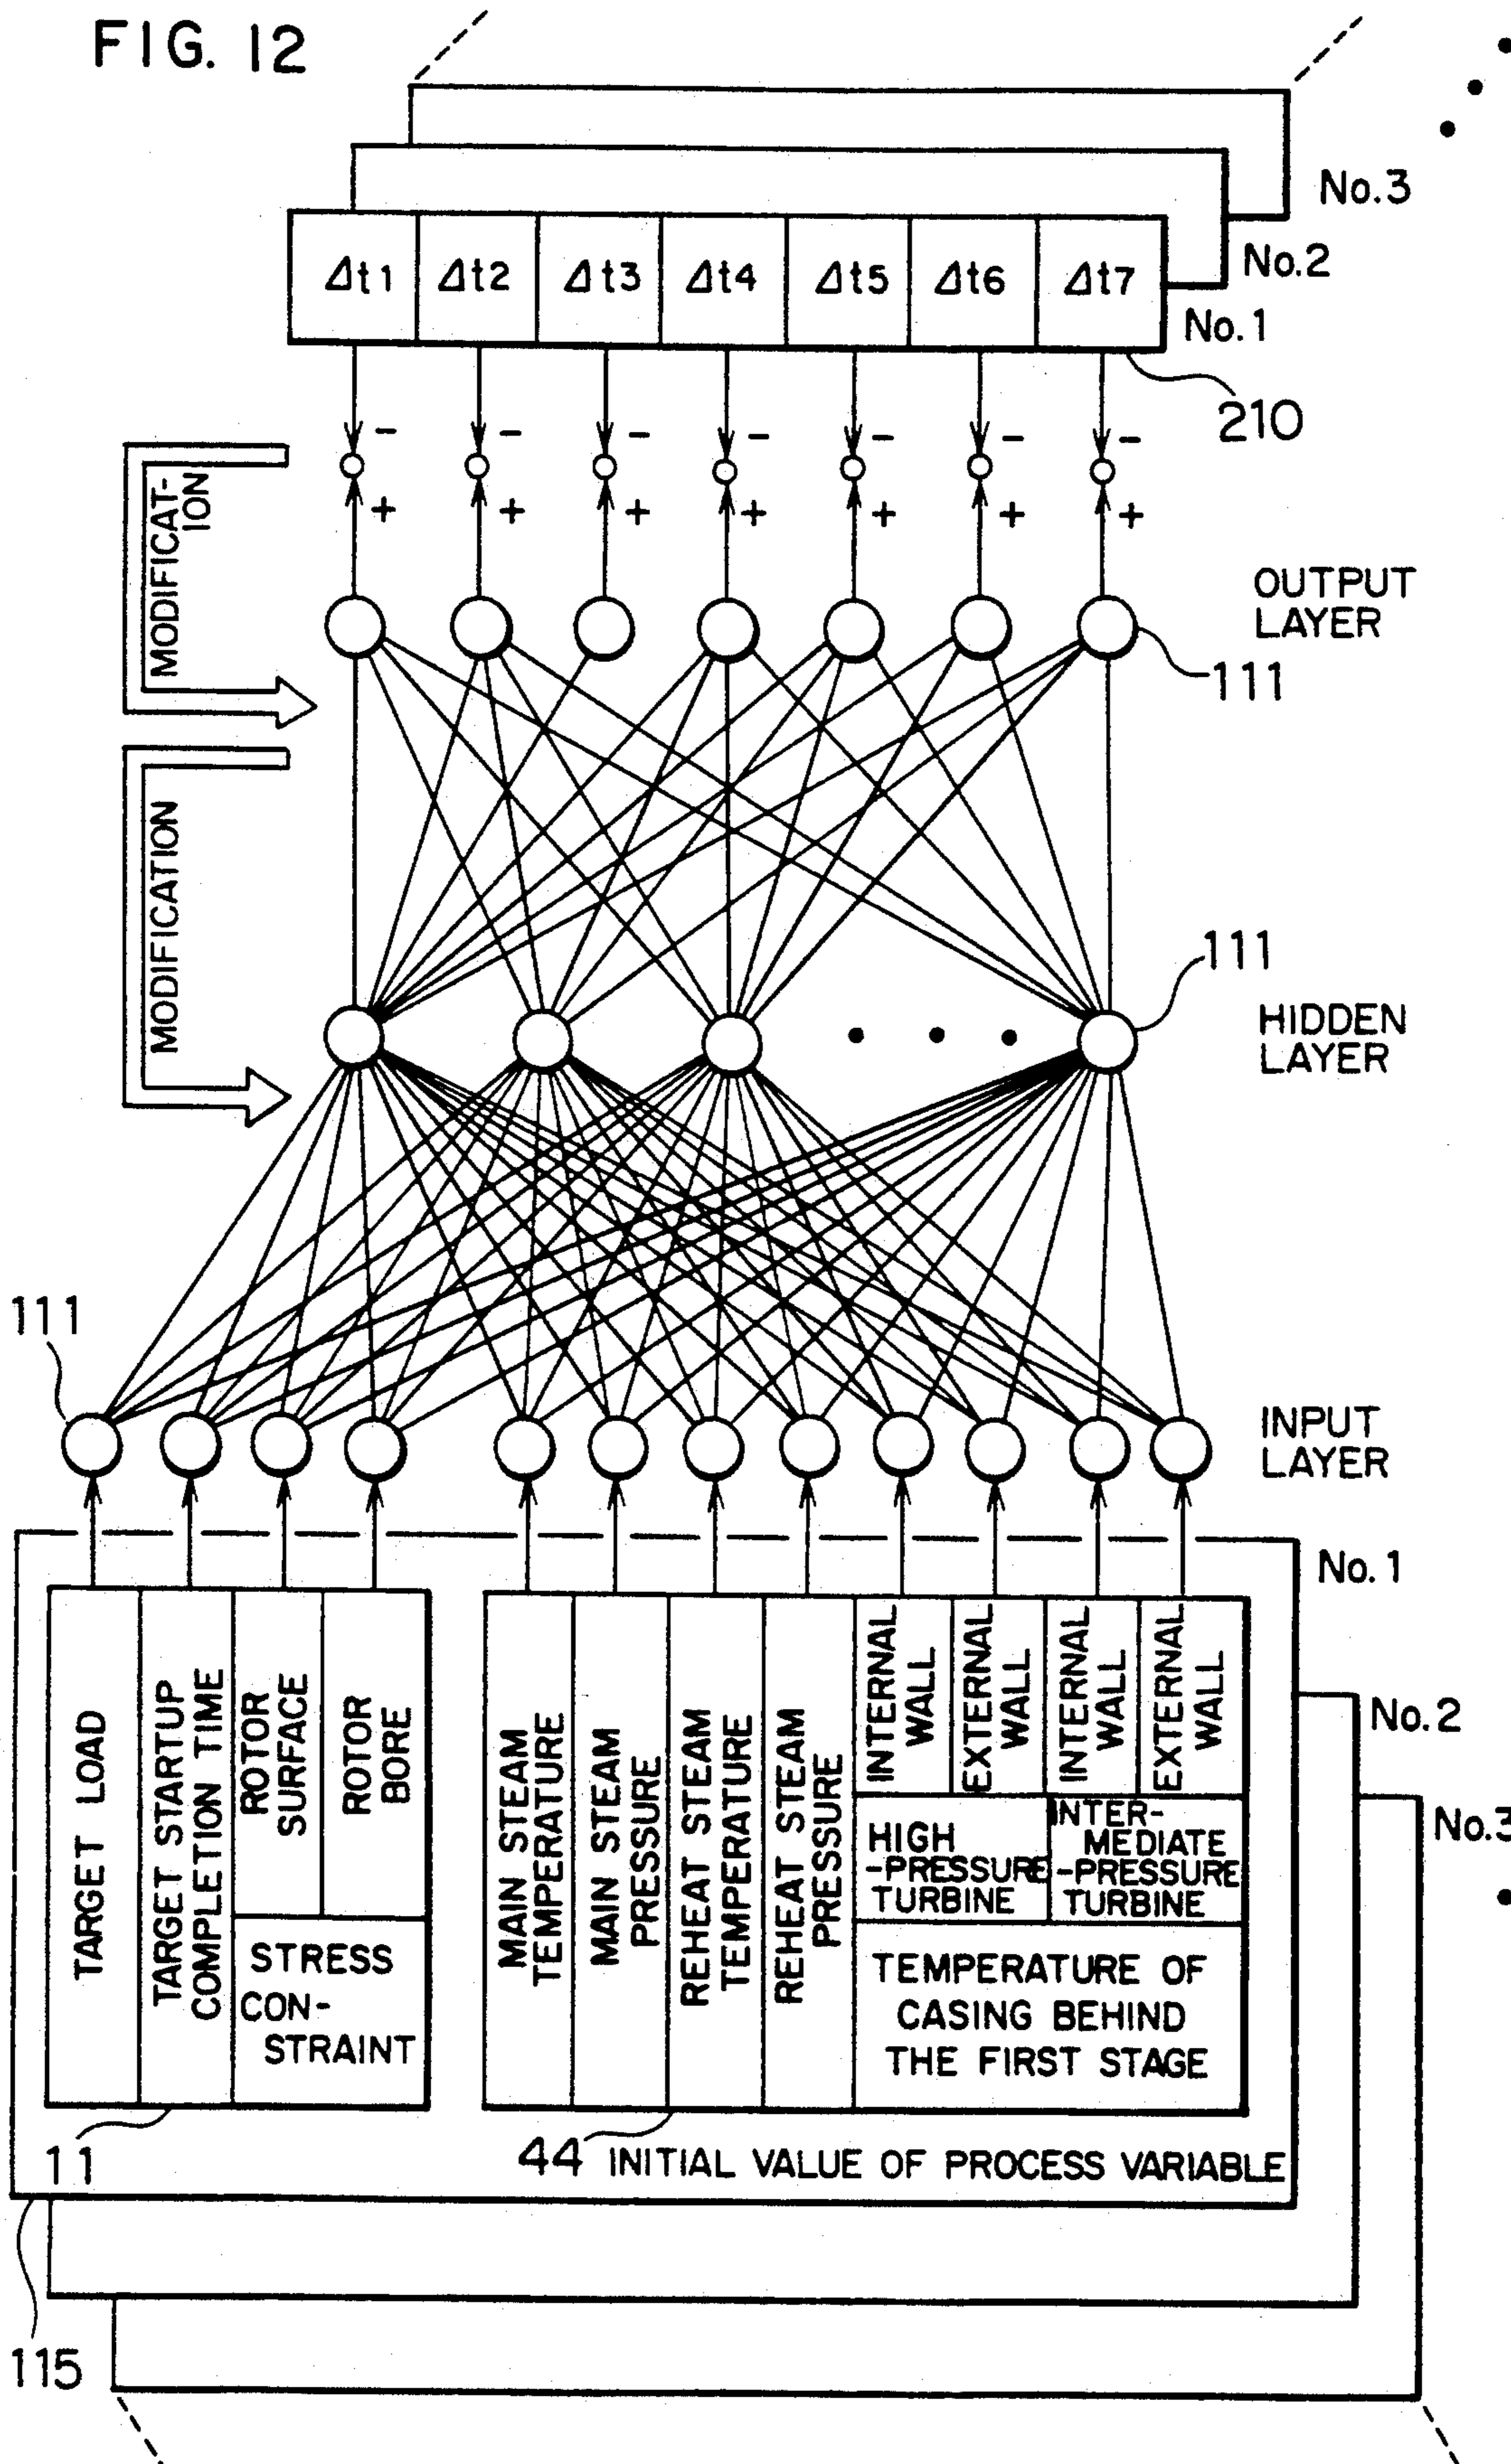 FIG. 12
No.3
No.2
No.1
Δt1 Δt2 Δt3 Δt4 Δt5 Δt6 Δt7
210
- - - - - - -
+ + + + + + +
MODIFICAT-
ION
OUTPUT
LAYER
111
MODIFICATION
111
HIDDEN
LAYER
111
INPUT
LAYER
No.1
No.2
No.3
TARGET LOAD
TARGET STARTUP
COMPLETION TIME
ROTOR
SURFACE
ROTOR
BORE
STRESS
CON-
STRAINT
MAIN STEAM
TEMPERATURE
MAIN STEAM
PRESSURE
REHEAT STEAM
TEMPERATURE
REHEAT STEAM
PRESSURE
INTERNAL
WALL
EXTERNAL
WALL
INTERNAL
WALL
EXTERNAL
WALL
HIGH
-PRESSURE
TURBINE
INTER-
MEDIATE
-PRESSURE
TURBINE
TEMPERATURE OF
CASING BEHIND
THE FIRST STAGE
11
44 INITIAL VALUE OF PROCESS VARIABLE
115